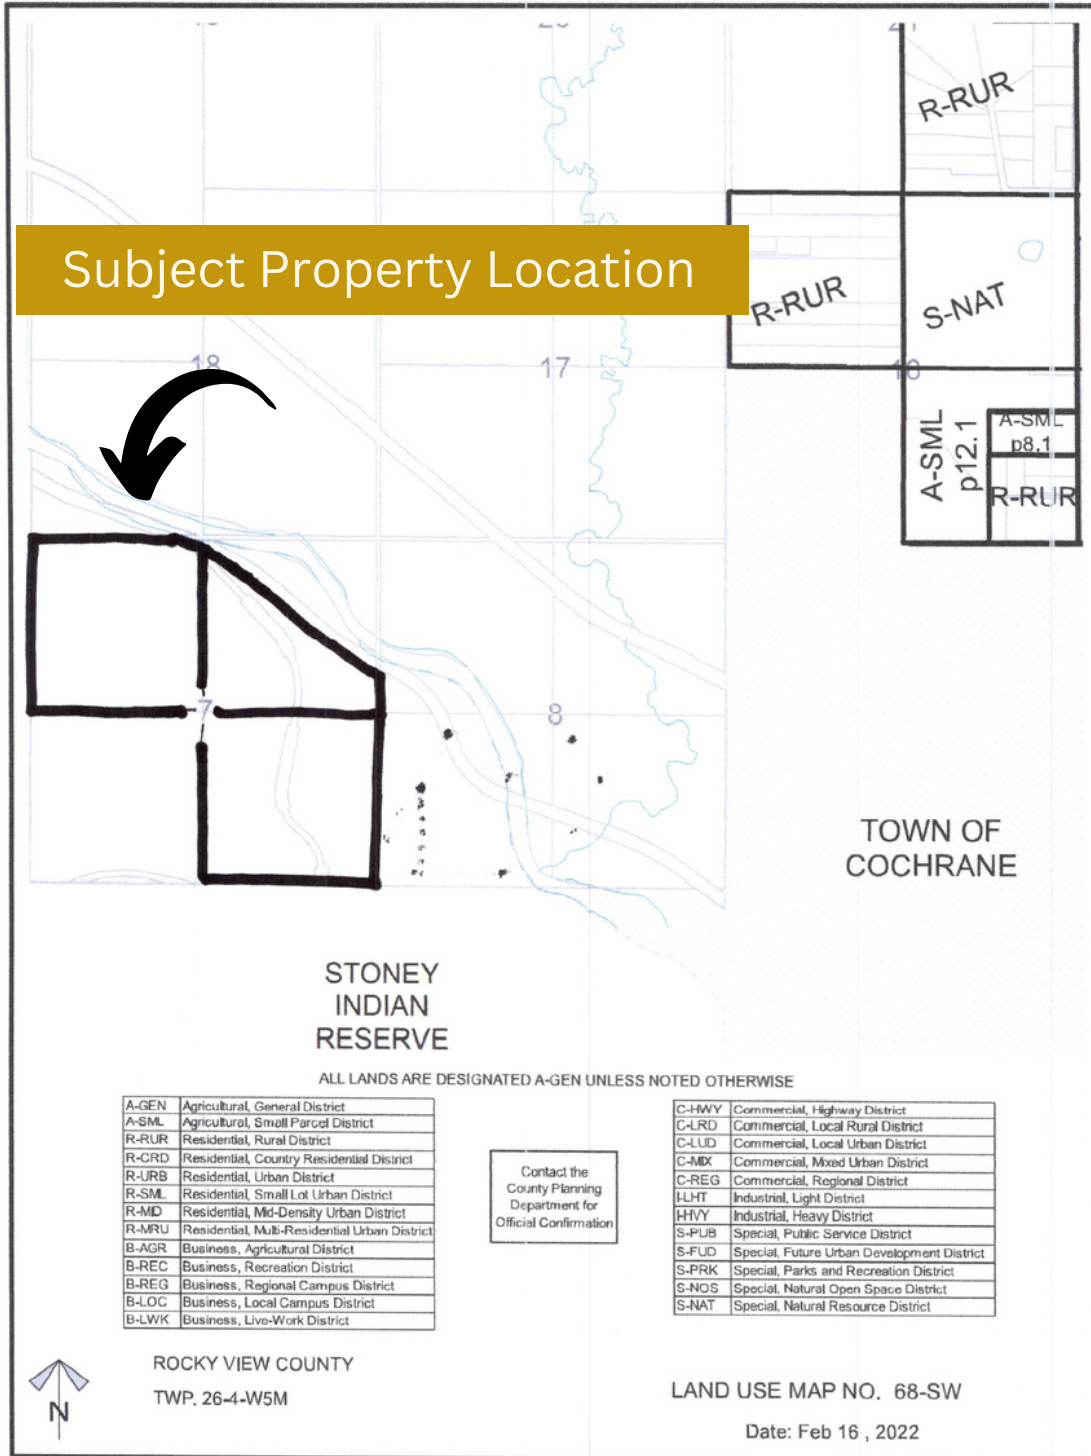 21
R-RUR
Subject Property Location
R-RUR
S-NAT
18
17
A-SML
p12.1
A-SML
p8.1
R-RUR
7
8
TOWN OF
COCHRANE
STONEY
INDIAN
RESERVE
ALL LANDS ARE DESIGNATED A-GEN UNLESS NOTED OTHERWISE
A-GEN Agricultural, General District
A-SML Agricultural, Small Parcel District
R-RUR Residential, Rural District
R-CRD Residential, Country Residential District
R-URB Residential, Urban District
R-SML Residential, Small Lot Urban District
R-MID Residential, Mid-Density Urban District
R-MRU Residential, Multi-Residential Urban District
B-AGR Business, Agricultural District
B-REC Business, Recreation District
B-REG Business, Regional Campus District
B-LOC Business, Local Campus District
B-LWK Business, Live-Work District
Contact the
County Planning
Department for
Official Confirmation
C-HWY Commercial, Highway District
C-LRD Commercial, Local Rural District
C-LUD Commercial, Local Urban District
C-MIX Commercial, Mixed Urban District
C-REG Commercial, Regional District
I-LHT Industrial, Light District
I-HVY Industrial, Heavy District
S-PUB Special, Public Service District
S-FUD Special, Future Urban Development District
S-PRK Special, Parks and Recreation District
S-NOS Special, Natural Open Space District
S-NAT Special, Natural Resource District
N
ROCKY VIEW COUNTY
TWP. 26-4-W5M
LAND USE MAP NO. 68-SW
Date: Feb 16 , 2022